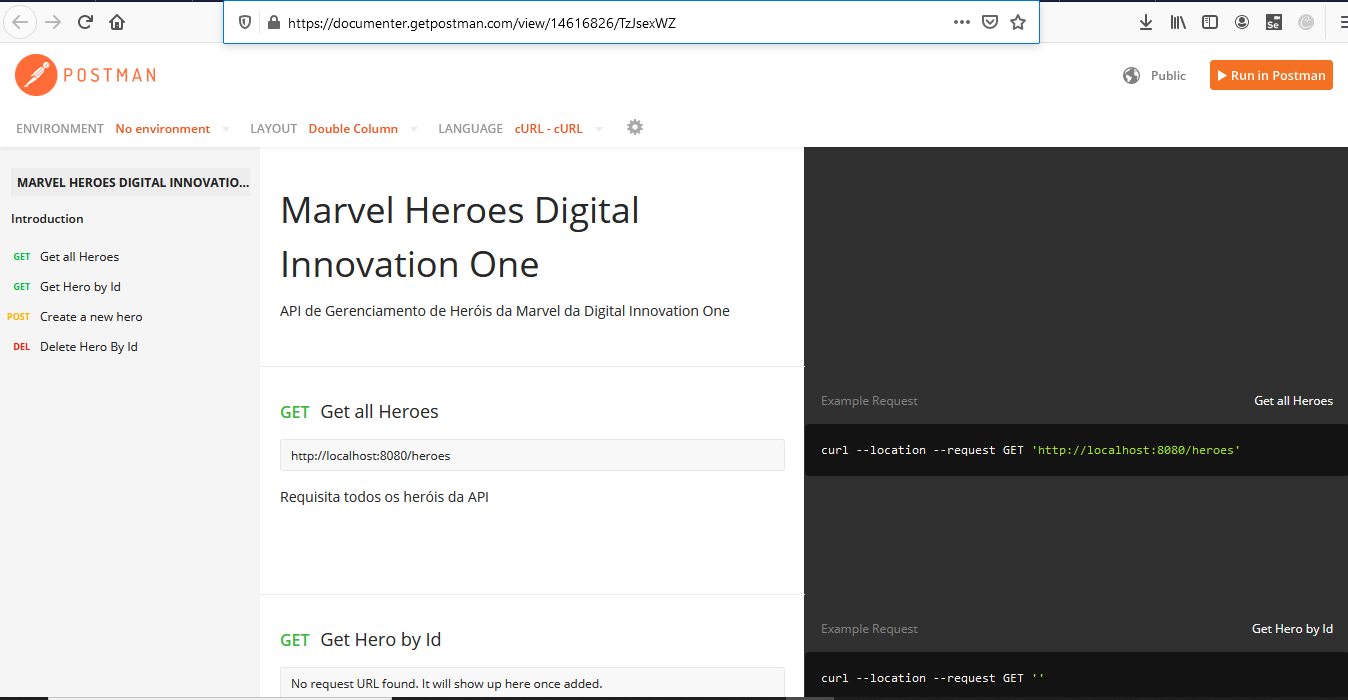 https://documenter.getpostman.com/view/14616826/TzJsexWZ
Se
POSTMAN
Public
Run in Postman
ENVIRONMENT No environment LAYOUT Double Column LANGUAGE cURL - cURL
MARVEL HEROES DIGITAL INNOVATIO...
Introduction
GET Get all Heroes
GET Get Hero by Id
POST Create a new hero
DEL Delete Hero By Id
Marvel Heroes Digital
Innovation One
API de Gerenciamento de Heróis da Marvel da Digital Innovation One
GET Get all Heroes
http://localhost:8080/heroes
Requisita todos os heróis da API
Example Request Get all Heroes
curl --location --request GET 'http://localhost:8080/heroes'
GET Get Hero by Id
No request URL found. It will show up here once added.
Example Request Get Hero by Id
curl --location --request GET ''